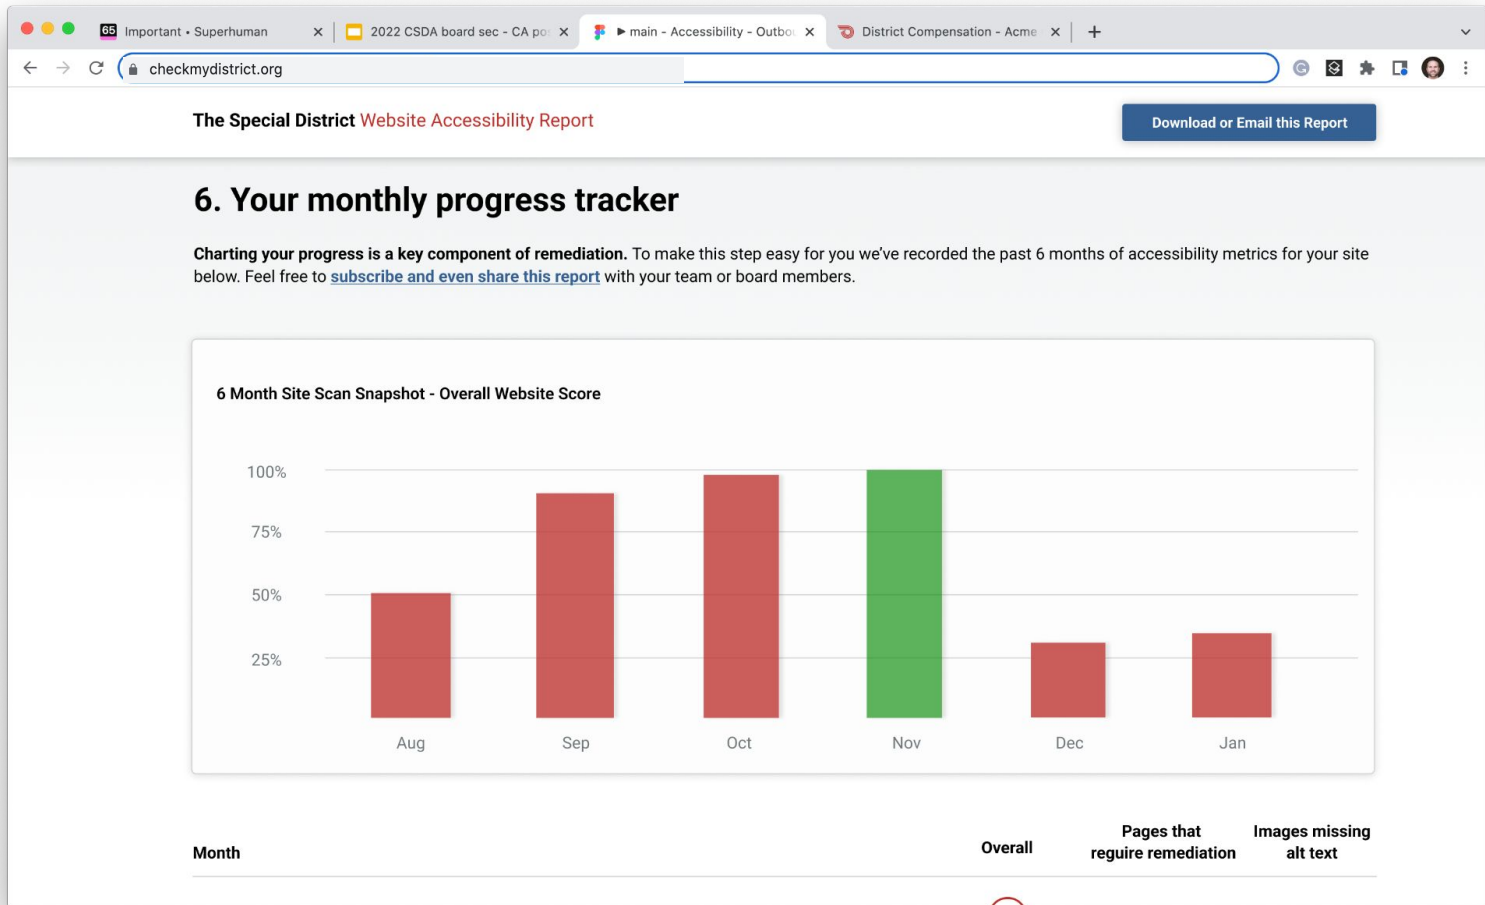 65 Important • Superhuman
2022 CSDA board sec - CA po
main - Accessibility - Outbo
District Compensation - Acme
checkmydistrict.org
The Special District Website Accessibility Report
Download or Email this Report
6. Your monthly progress tracker
Charting your progress is a key component of remediation. To make this step easy for you we've recorded the past 6 months of accessibility metrics for your site
below. Feel free to subscribe and even share this report with your team or board members.
6 Month Site Scan Snapshot - Overall Website Score
100%
75%
50%
25%
Aug Sep Oct Nov Dec Jan
Month
Overall
Pages that
reguire remediation
Images missing
alt text